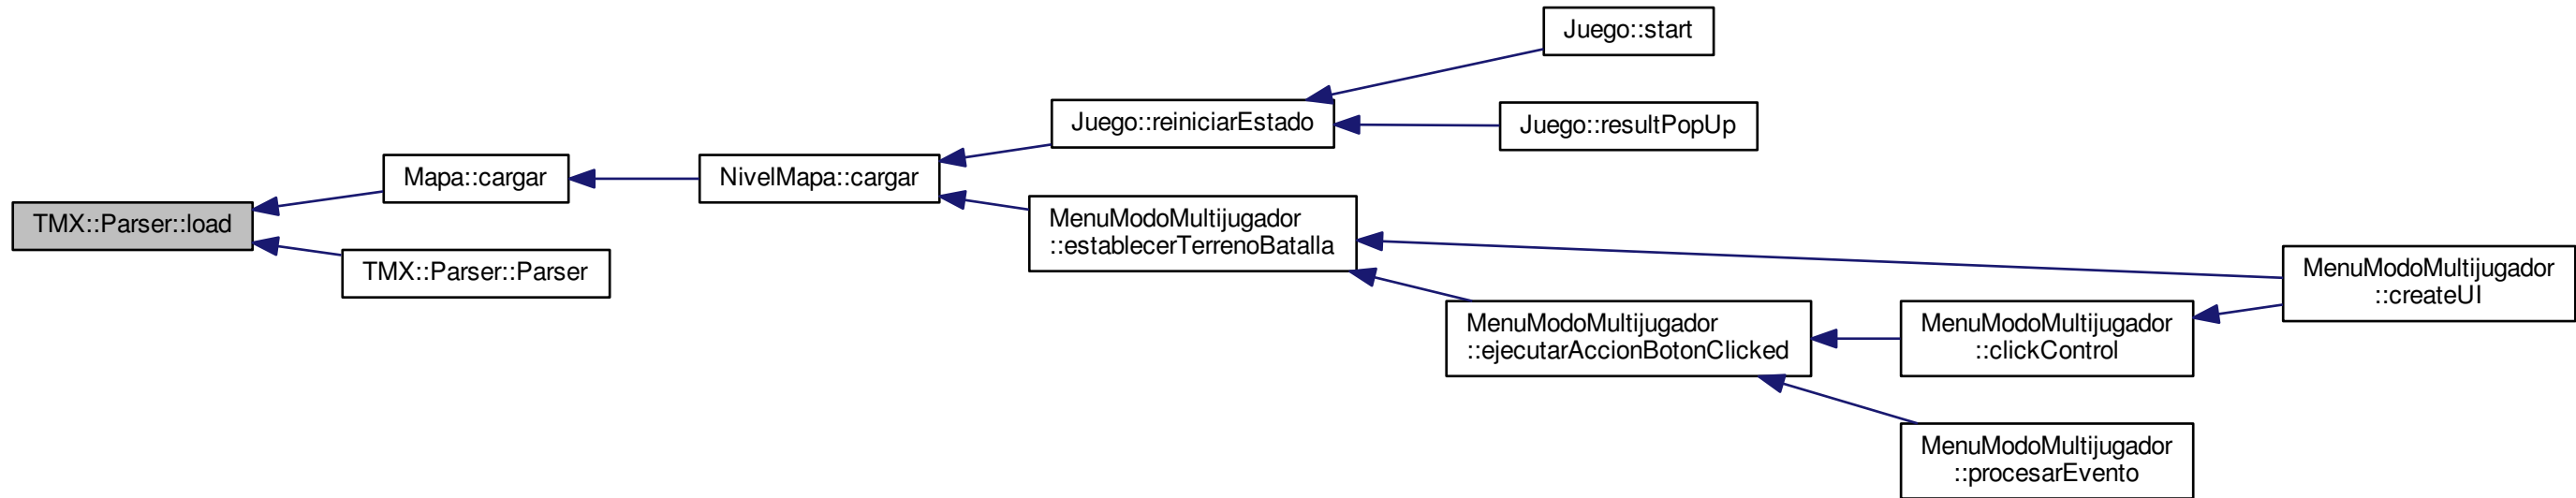 TMX::Parser::load
Mapa::cargar
TMX::Parser::Parser
NivelMapa::cargar
Juego::reiniciarEstado
MenuModoMultijugador
::establecerTerrenoBatalla
Juego::start
Juego::resultPopUp
MenuModoMultijugador
::ejecutarAccionBotonClicked
MenuModoMultijugador
::clickControl
MenuModoMultijugador
::procesarEvento
MenuModoMultijugador
::createUI